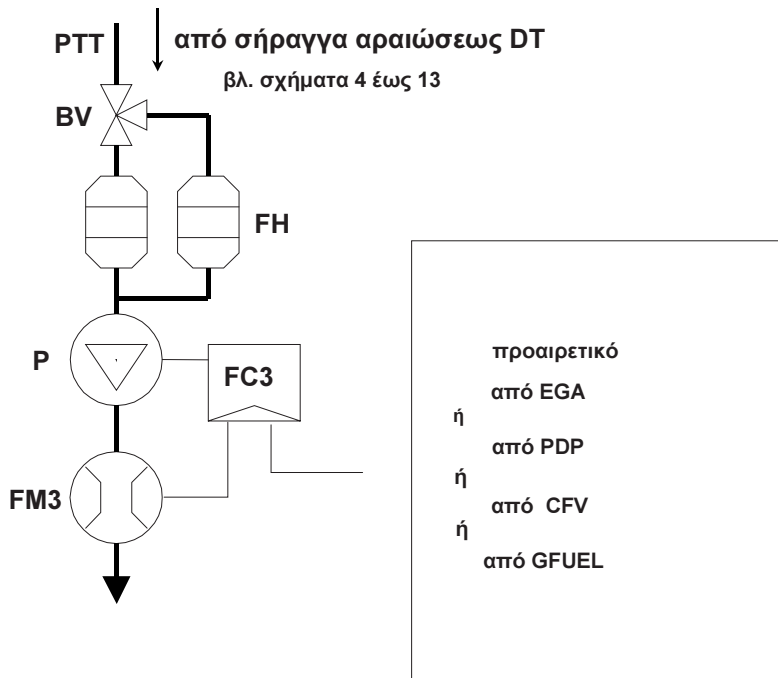 PTT
από σήραγγα αραιώσεως DT
βλ. σχήματα 4 έως 13
BV
FH
P
FC3
FM3
προαιρετικό
από EGA
ή
από PDP
ή
από CFV
ή
από GFUEL